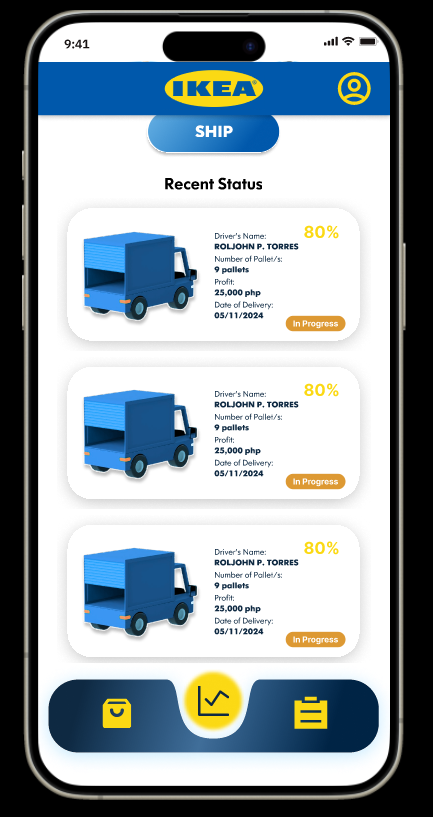 9:41
IKEA
SHIP
Recent Status
80%
Driver's Name:
ROLJOHN P. TORRES
Number of Pallet/s:
9 pallets
Profit:
25,000 php
Date of Delivery:
05/11/2024
In Progress
80%
Driver's Name:
ROLJOHN P. TORRES
Number of Pallet/s:
9 pallets
Profit:
25,000 php
Date of Delivery:
05/11/2024
In Progress
80%
Driver's Name:
ROLJOHN P. TORRES
Number of Pallet/s:
9 pallets
Profit:
25,000 php
Date of Delivery:
05/11/2024
In Progress